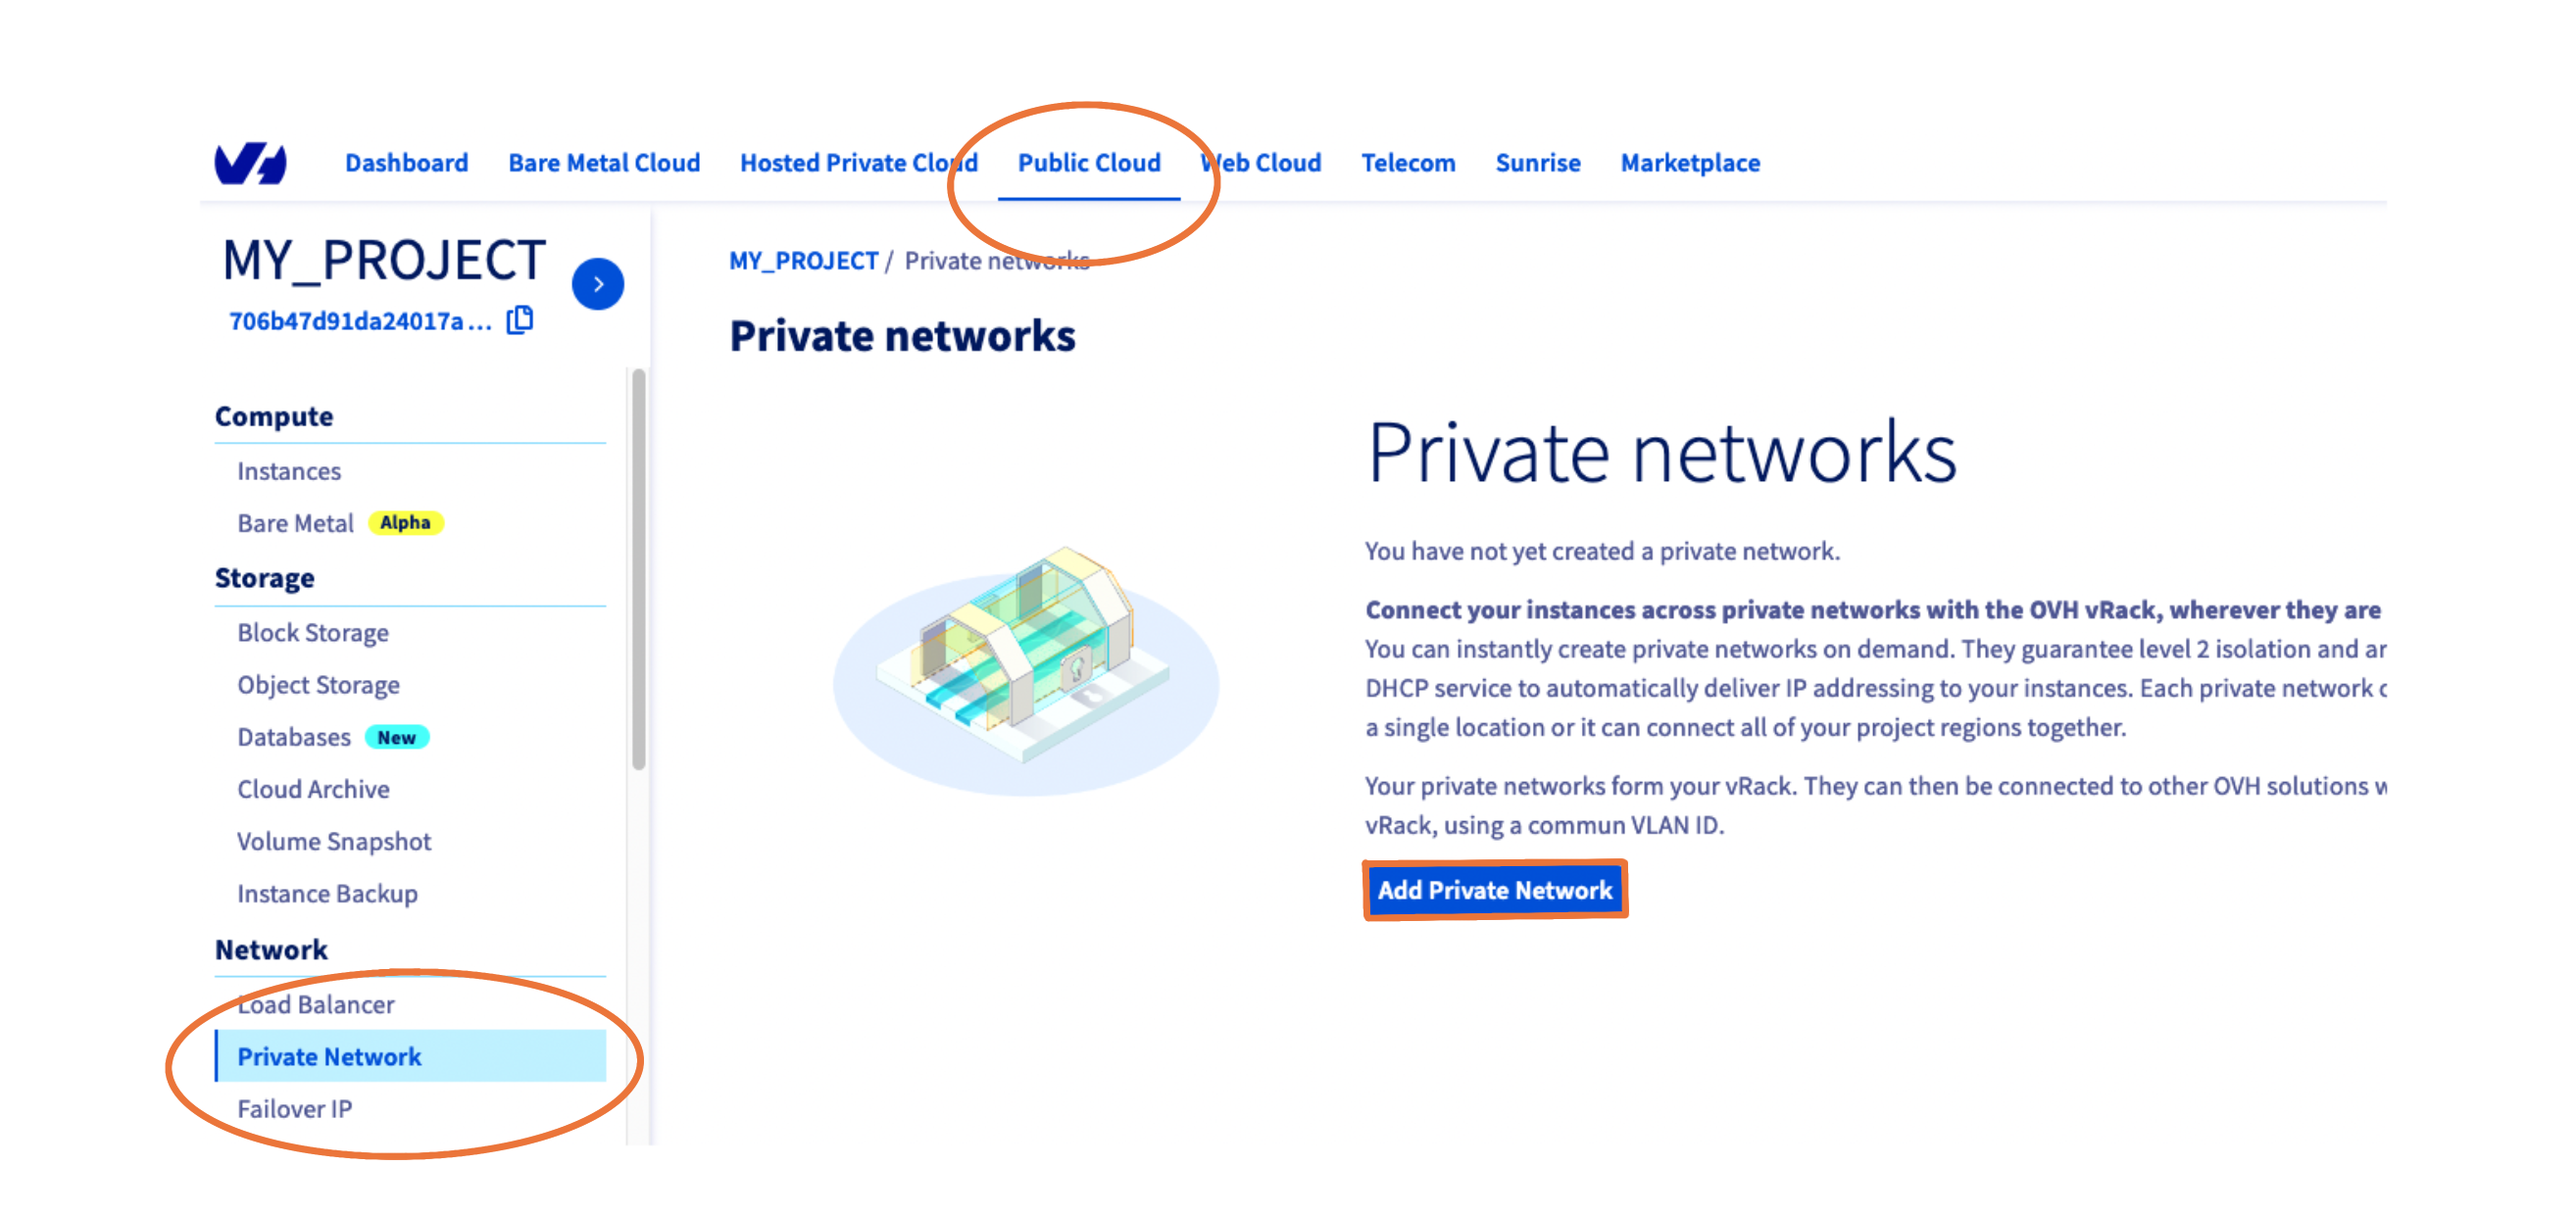 Dashboard Bare Metal Cloud Hosted Private Cloud Public Cloud Web Cloud Telecom Sunrise Marketplace
MY_PROJECT
706b47d91da24017a...
Compute
Instances
Bare Metal Alpha
Storage
Block Storage
Object Storage
Databases New
Cloud Archive
Volume Snapshot
Instance Backup
Network
Load Balancer
Private Network
Failover IP
MY_PROJECT / Private networks
Private networks
Private networks
You have not yet created a private network.
Connect your instances across private networks with the OVH vRack, wherever they are
You can instantly create private networks on demand. They guarantee level 2 isolation and
DHCP service to automatically deliver IP addressing to your instances. Each private network
a single location or it can connect all of your project regions together.
Your private networks form your vRack. They can then be connected to other OVH solutions
vRack, using a commun VLAN ID.
Add Private Network